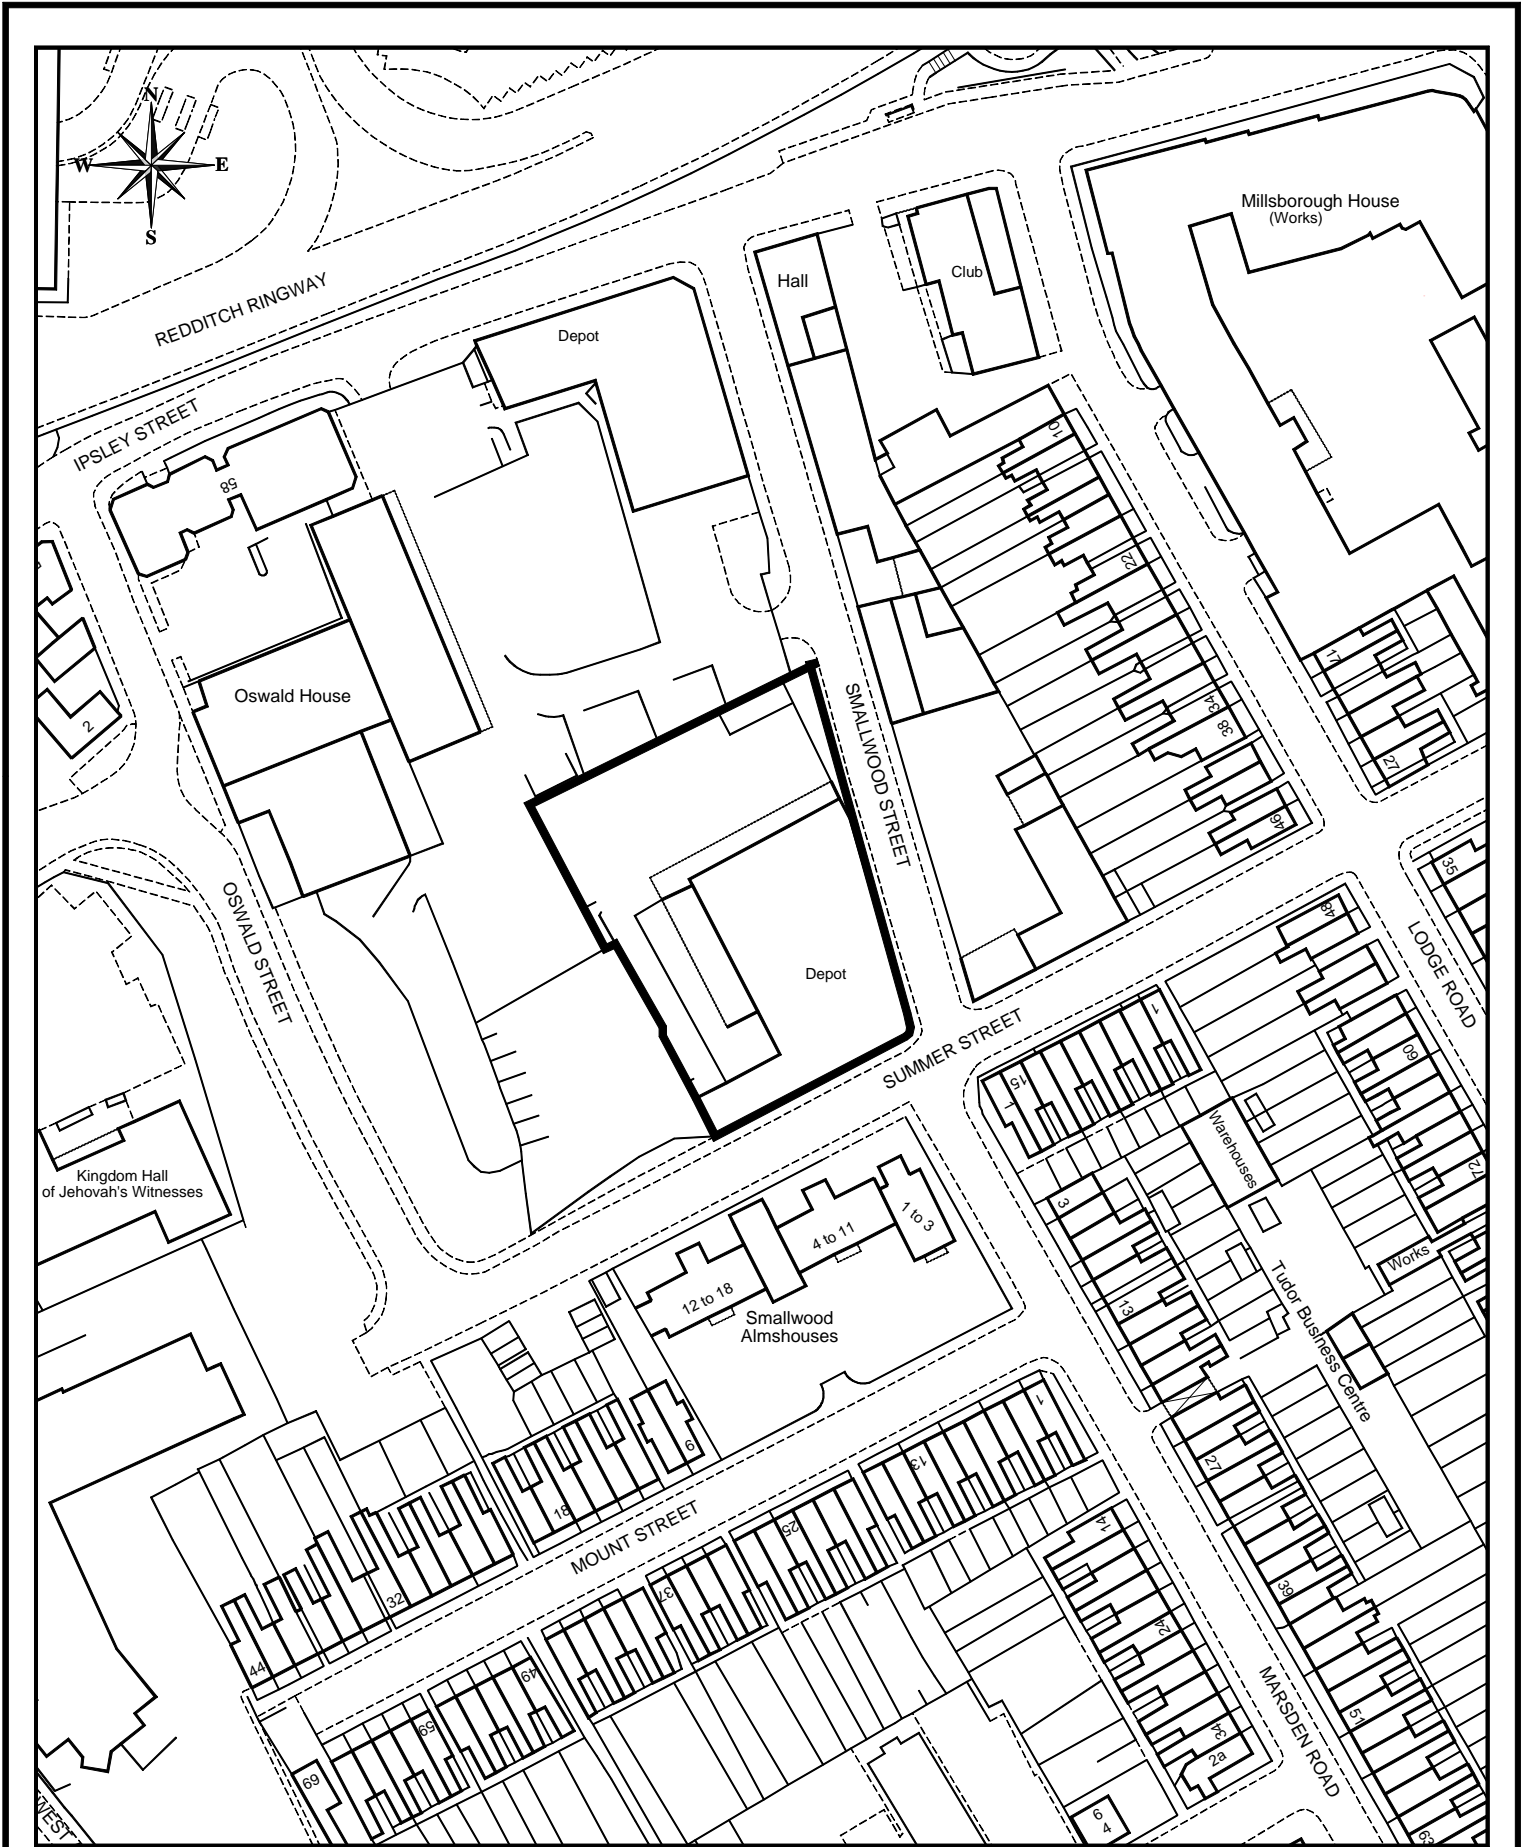 N
W
E
S
Millsborough House
(Works)
Hall
Club
REDDITCH RINGWAY
Depot
IPSLEY STREET
58
10
22
17
27
2
Oswald House
34
38
46
SMALLWOOD STREET
35
48
OSWALD STREET
LODGE ROAD
Depot
SUMMER STREET
1
15
60
72
Warehouses
Kingdom Hall
of Jehovah's Witnesses
1 to 3
4 to 11
12 to 18
3
13
Works
Smallwood
Almshouses
Tudor Business Centre
1
13
6
27
18
25
14
MOUNT STREET
32
37
39
24
44
49
59
34
51
MARSDEN ROAD
2a
69
6
4
63
WEST